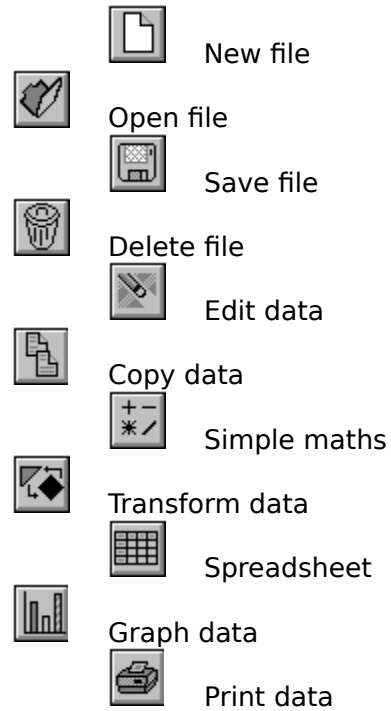 New file
Open file
Save file
Delete file
Edit data
Copy data
Simple maths
Transform data
Spreadsheet
Graph data
Print data